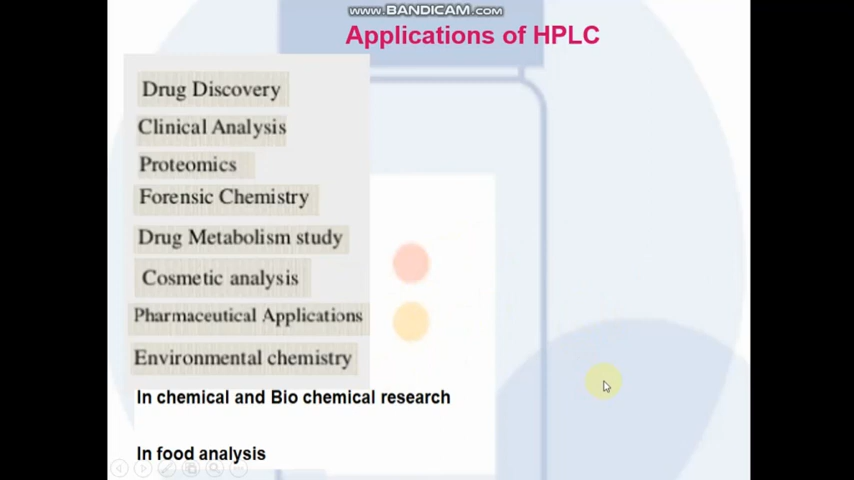 www.BANDICAM.com
Applications of HPLC
Drug Discovery
Clinical Analysis
Proteomics
Forensic Chemistry
Drug Metabolism study
Cosmetic analysis
Pharmaceutical Applications
Environmental chemistry
In chemical and Bio chemical research
In food analysis